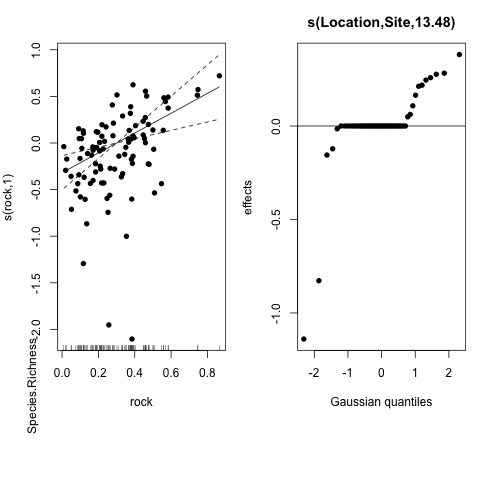 s(Location,Site,13.48)
1.0
0.5
0.0
-0.5
-1.0
-1.5
-2.0
s(rock,1)
Species.Richness
0.0 0.2 0.4 0.6 0.8
rock
0.0
-0.5
-1.0
effects
-2 -1 0 1 2
Gaussian quantiles